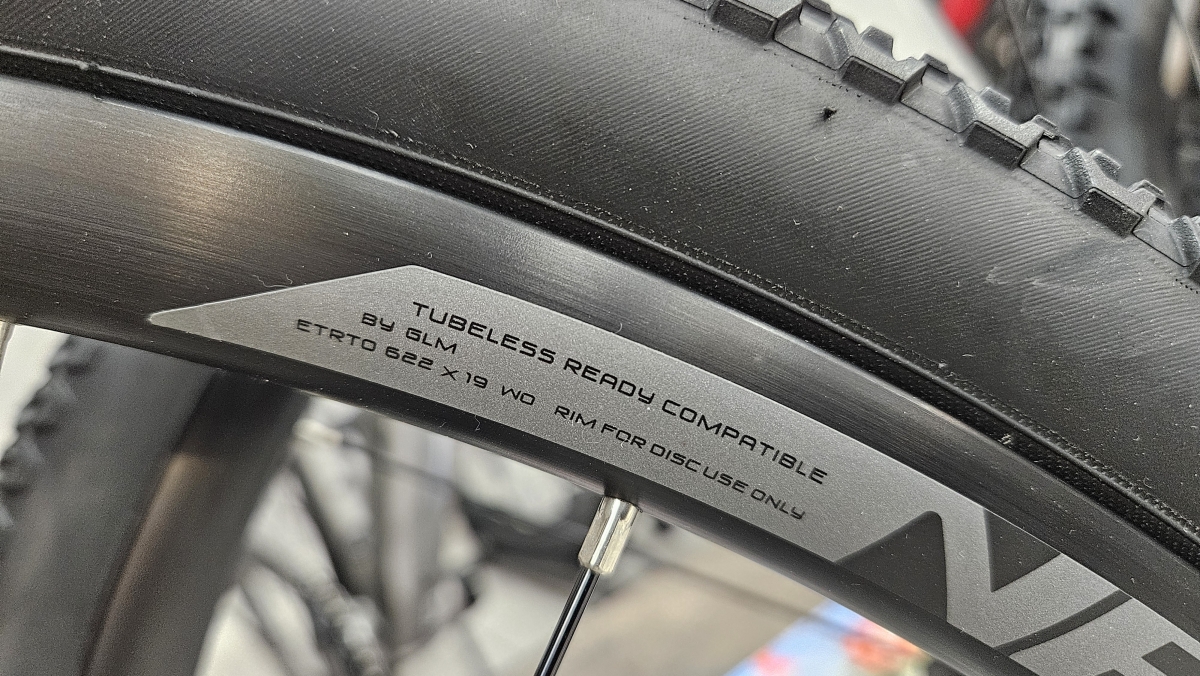 TUBELESS READY COMPATIBLE
BY GLM
ETRTO 622 X 19 WO RIM FOR DISC USE ONLY